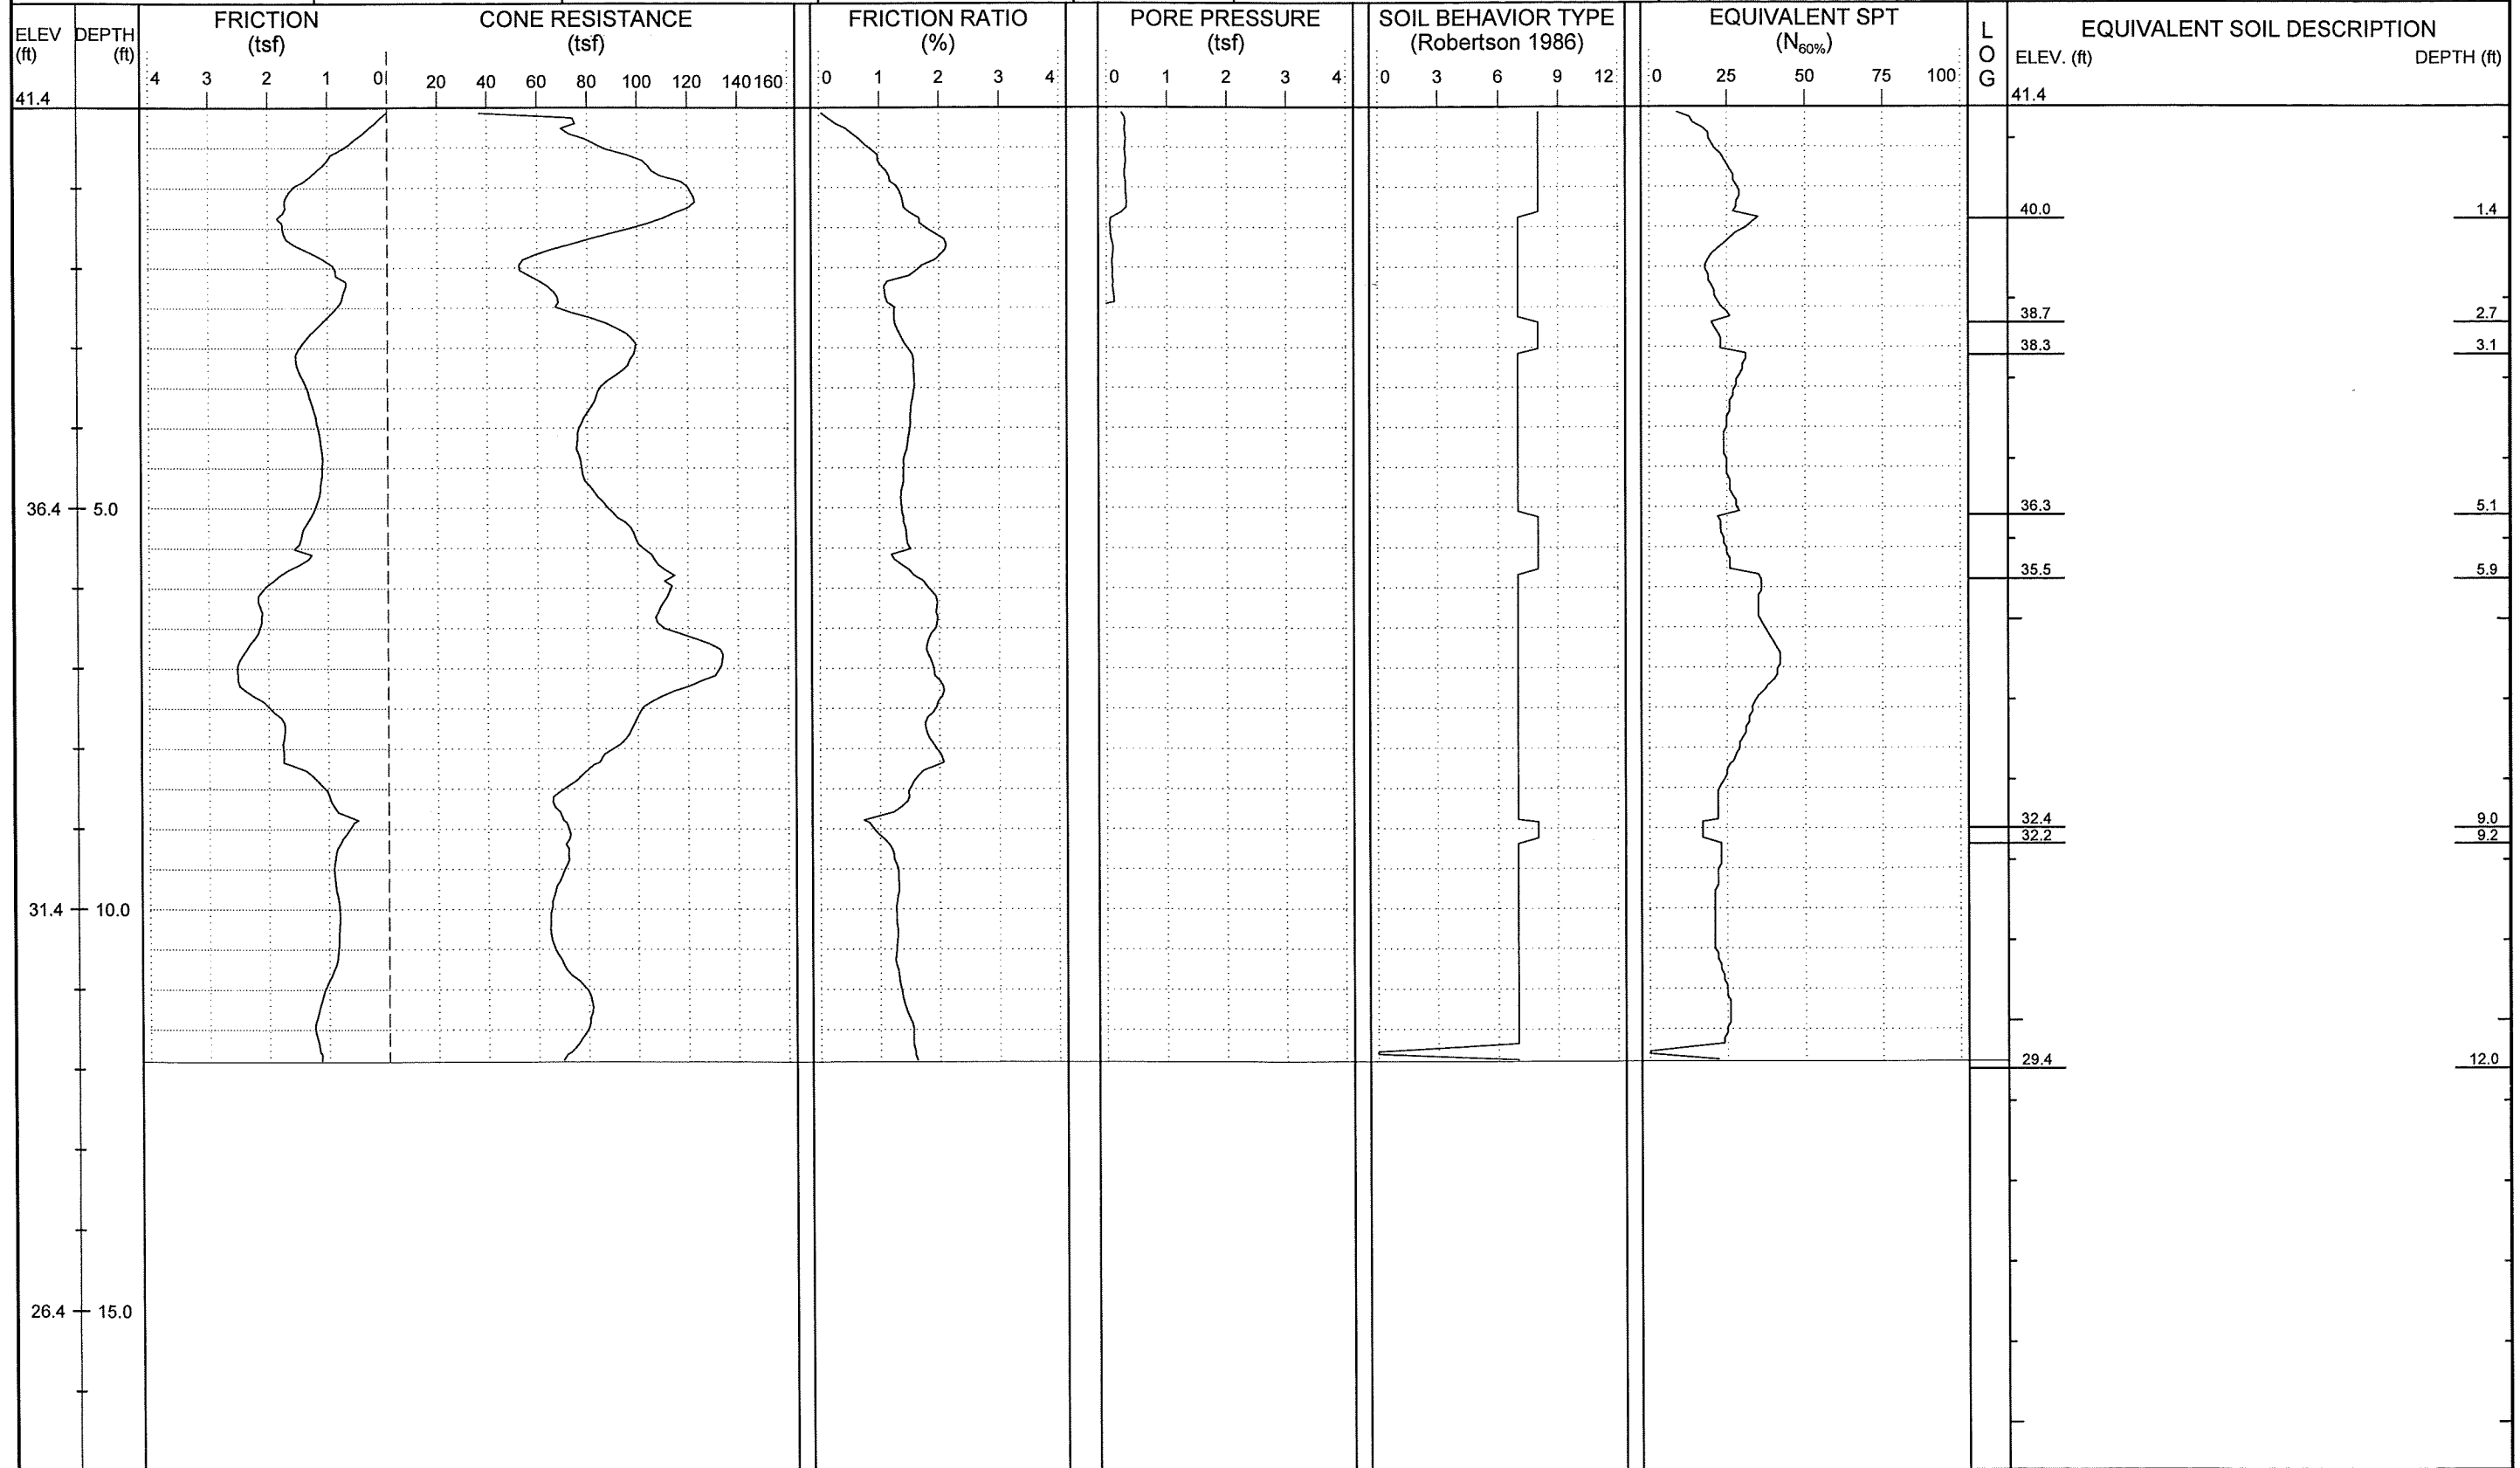 ELEV (ft)
DEPTH (ft)
FRICTION
(tsf)
4 3 2 1 0
CONE RESISTANCE
(tsf)
20 40 60 80 100 120 140 160
FRICTION RATIO
(%)
0 1 2 3 4
PORE PRESSURE
(tsf)
0 1 2 3 4
SOIL BEHAVIOR TYPE
(Robertson 1986)
0 3 6 9 12
EQUIVALENT SPT
(N60%)
0 25 50 75 100
LOG
EQUIVALENT SOIL DESCRIPTION
ELEV. (ft) DEPTH (ft)
41.4 41.4
40.0 1.4
38.7 2.7
38.3 3.1
36.4 5.0
36.3 5.1
35.5 5.9
32.4 9.0
32.2 9.2
31.4 10.0
29.4 12.0
26.4 15.0